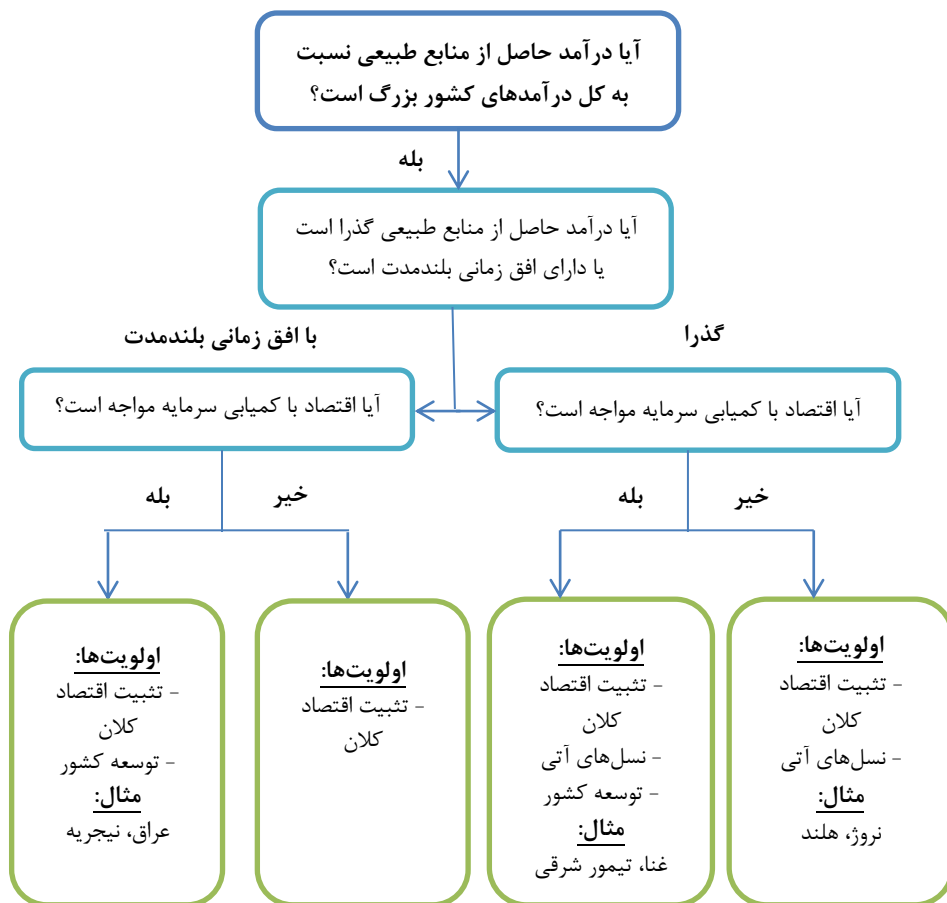 آیا درآمد حاصل از منابع طبیعی نسبت
به کل درآمدهای کشور بزرگ است؟
بله
آیا درآمد حاصل از منابع طبیعی گذرا است
یا دارای افق زمانی بلندمدت است؟
گذرا
با افق زمانی بلندمدت
آیا اقتصاد با کمیابی سرمایه مواجه است؟
آیا اقتصاد با کمیابی سرمایه مواجه است؟
خیر
بله
خیر
بله
اولویت‌ها:
- تثبیت اقتصاد
کلان
- نسل‌های آتی
مثال:
نروژ، هلند
اولویت‌ها:
- تثبیت اقتصاد
کلان
- نسل‌های آتی
- توسعه کشور
مثال:
غنا، تیمور شرقی
اولویت‌ها:
- تثبیت اقتصاد
کلان
اولویت‌ها:
- تثبیت اقتصاد
کلان
- توسعه کشور
مثال:
عراق، نیجریه